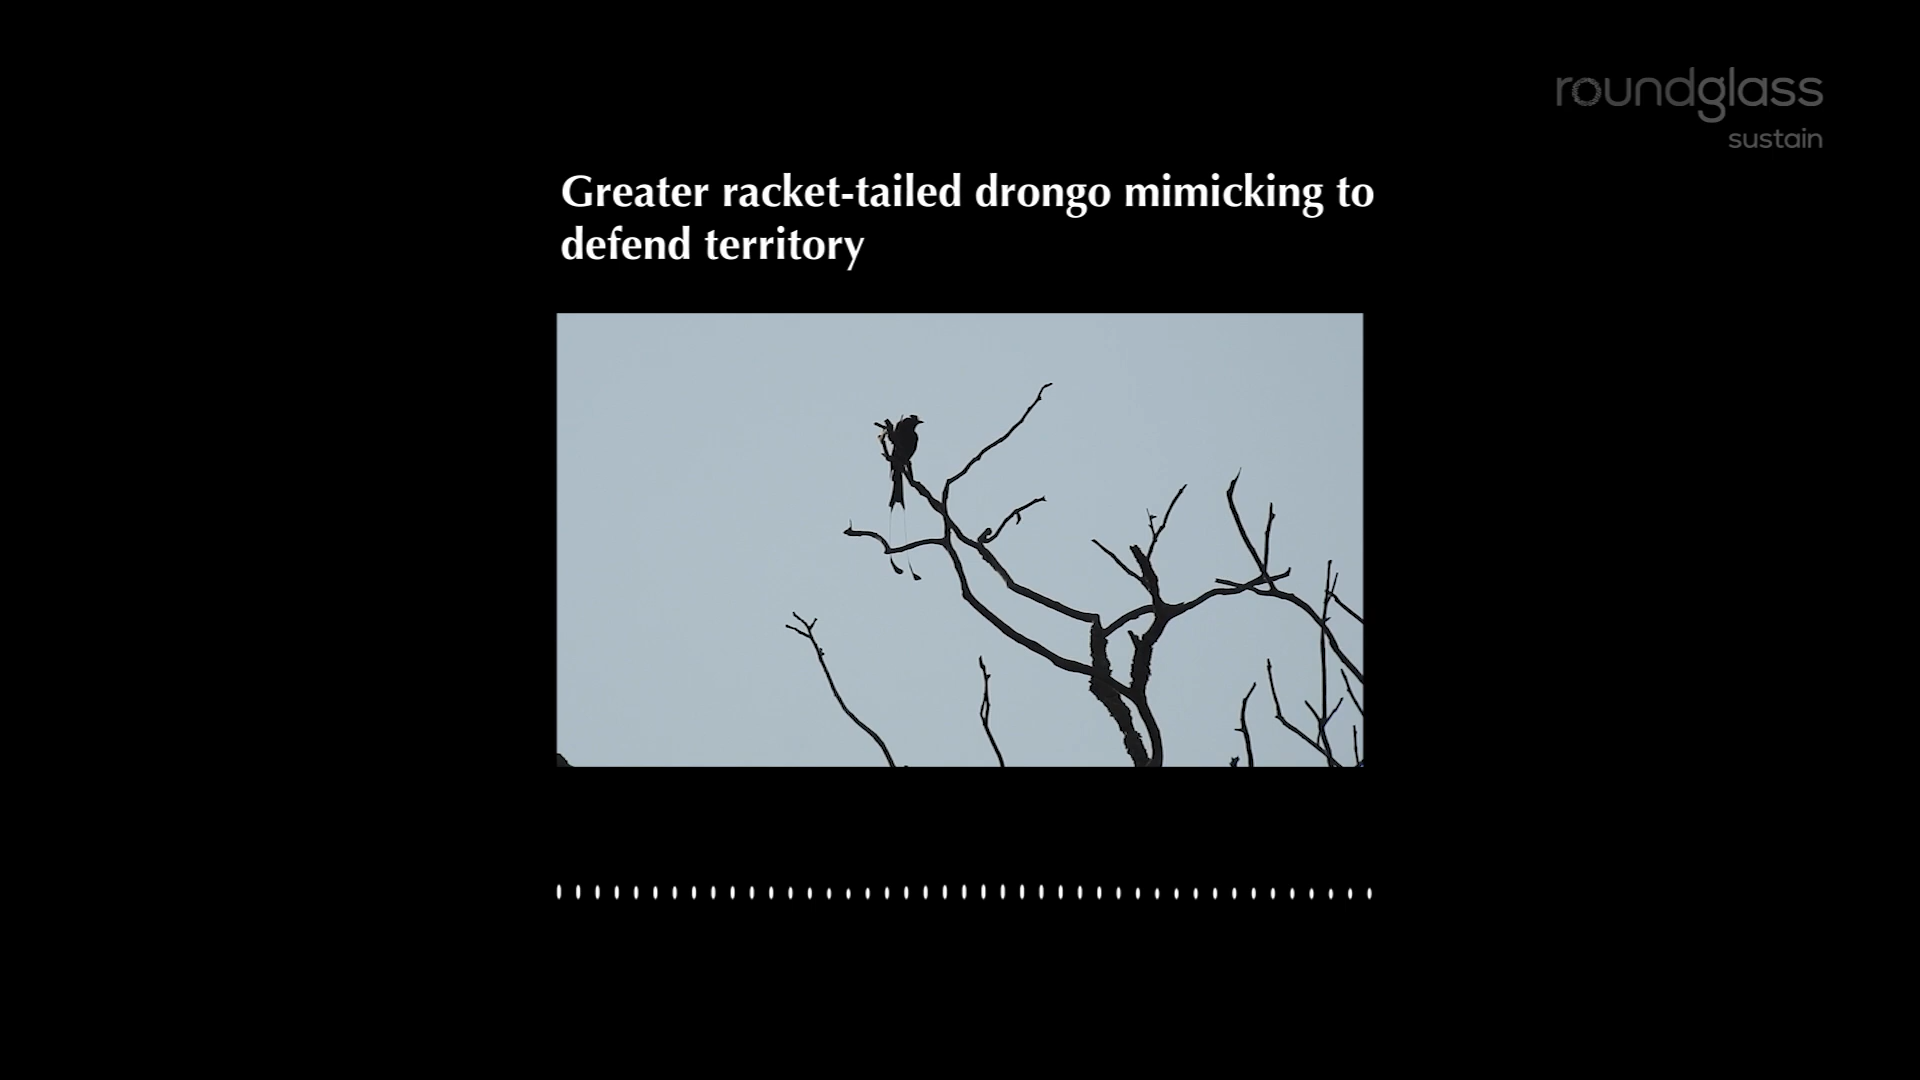 roundglass
sustain
Greater racket-tailed drongo mimicking to
defend territory